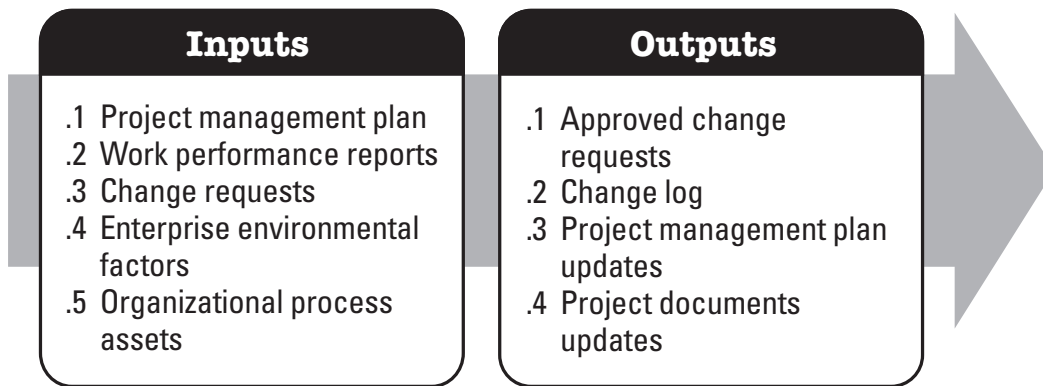 Inputs
.1 Project management plan
.2 Work performance reports
.3 Change requests
.4 Enterprise environmental
factors
.5 Organizational process
assets
Outputs
.1 Approved change
requests
.2 Change log
.3 Project management plan
updates
.4 Project documents
updates